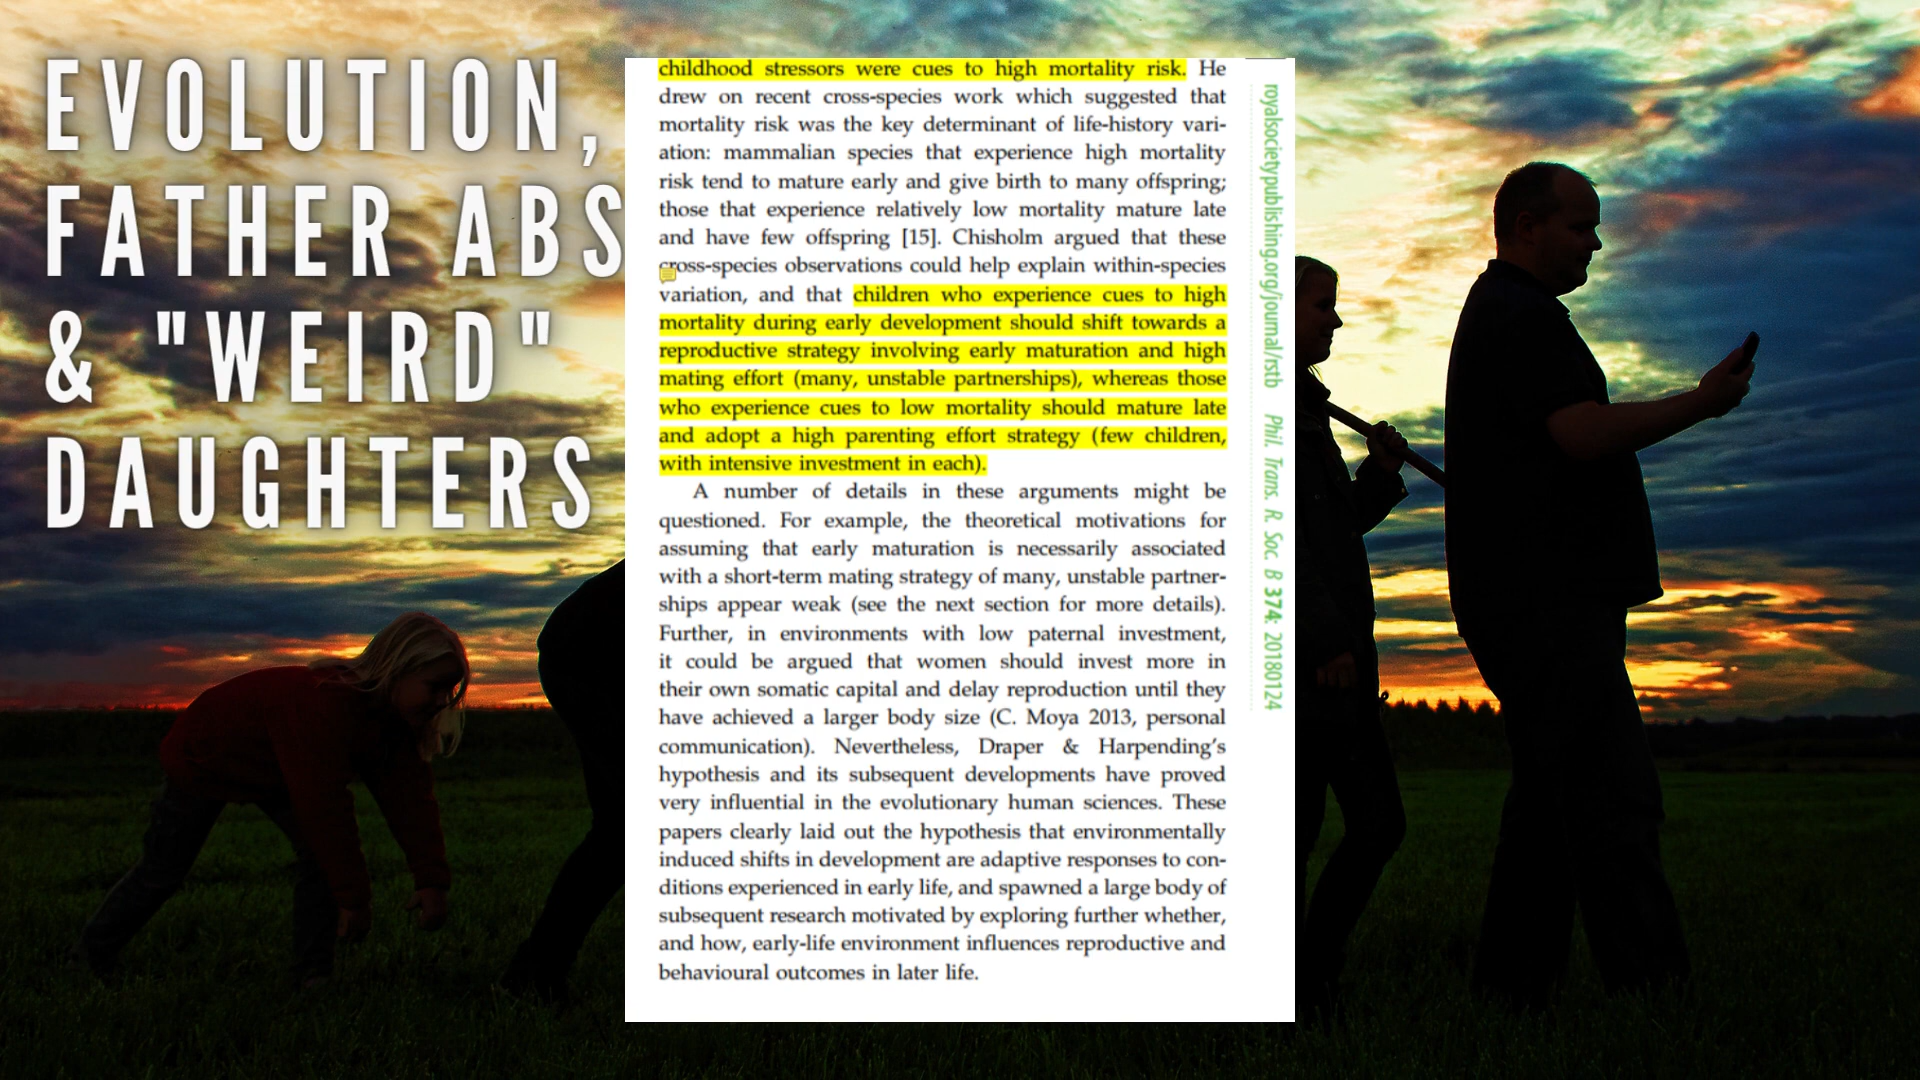 EVOLUTION,
FATHER ABS
& "WEIRD"
DAUGHTERS
childhood stressors were cues to high mortality risk. He
drew on recent cross-species work which suggested that
mortality risk was the key determinant of life-history vari-
ation: mammalian species that experience high mortality
risk tend to mature early and give birth to many offspring;
those that experience relatively low mortality mature late
and have few offspring [15]. Chisholm argued that these
cross-species observations could help explain within-species
variation, and that children who experience cues to high
mortality during early development should shift towards a
reproductive strategy involving early maturation and high
mating effort (many, unstable partnerships), whereas those
who experience cues to low mortality should mature late
and adopt a high parenting effort strategy (few children,
with intensive investment in each).
A number of details in these arguments might be
questioned. For example, the theoretical motivations for
assuming that early maturation is necessarily associated
with a short-term mating strategy of many, unstable partner-
ships appear weak (see the next section for more details).
Further, in environments with low paternal investment,
it could be argued that women should invest more in
their own somatic capital and delay reproduction until they
have achieved a larger body size (C. Moya 2013, personal
communication). Nevertheless, Draper & Harpending's
hypothesis and its subsequent developments have proved
very influential in the evolutionary human sciences. These
papers clearly laid out the hypothesis that environmentally
induced shifts in development are adaptive responses to con-
ditions experienced in early life, and spawned a large body of
subsequent research motivated by exploring further whether,
and how, early-life environment influences reproductive and
behavioural outcomes in later life.
royalsocietypublishing.org/journal/rstb Phil. Trans. R. Soc. B 374: 20180124